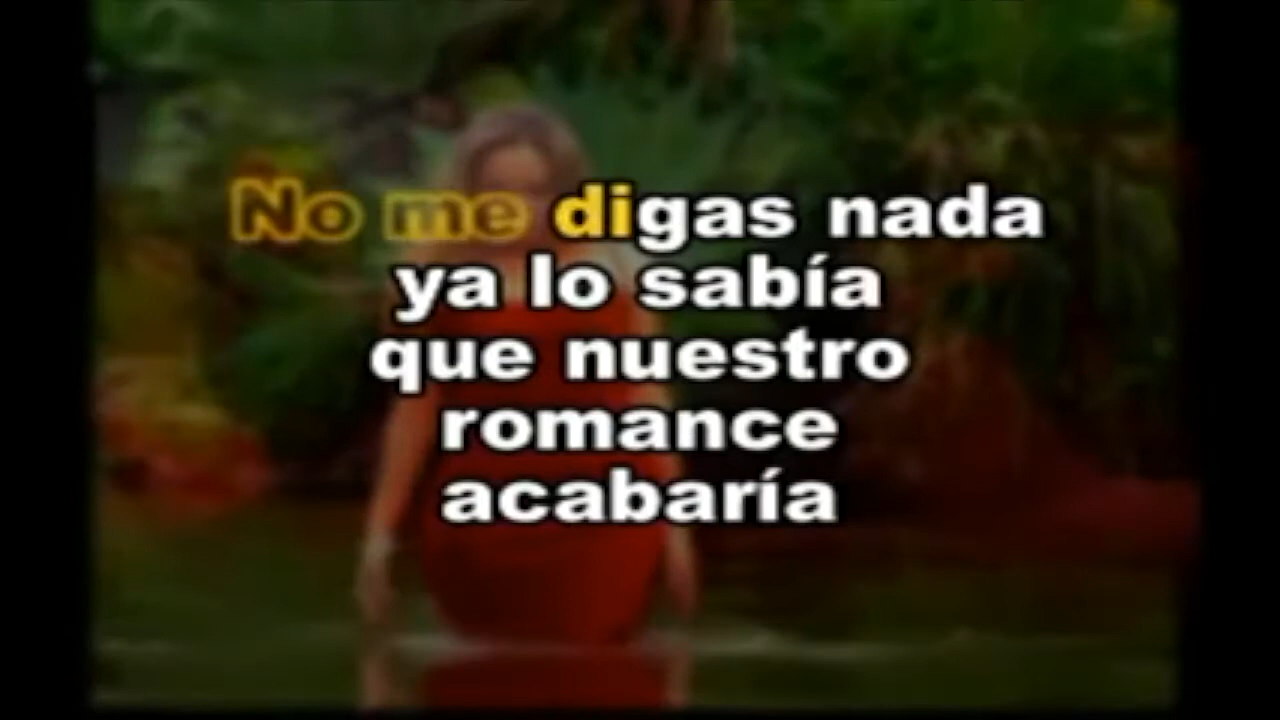 No me digas nada
ya lo sabía
que nuestro
romance
acabaría